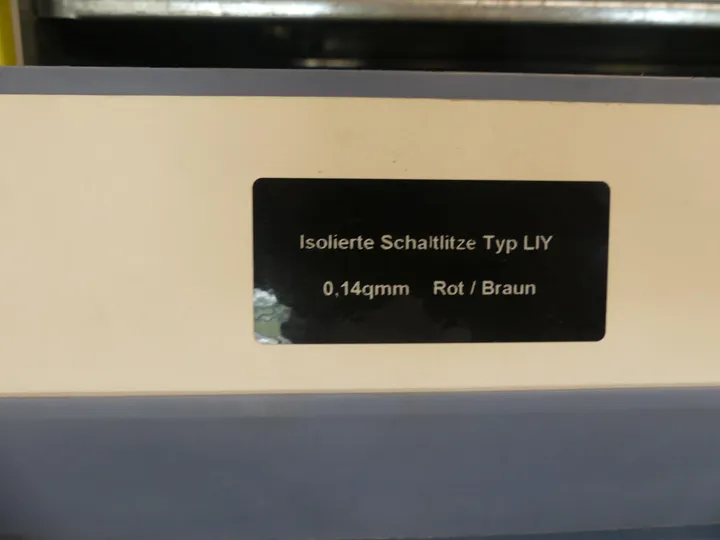 Isolierte Schaltlitze Typ LIY
0,14qmm Rot / Braun